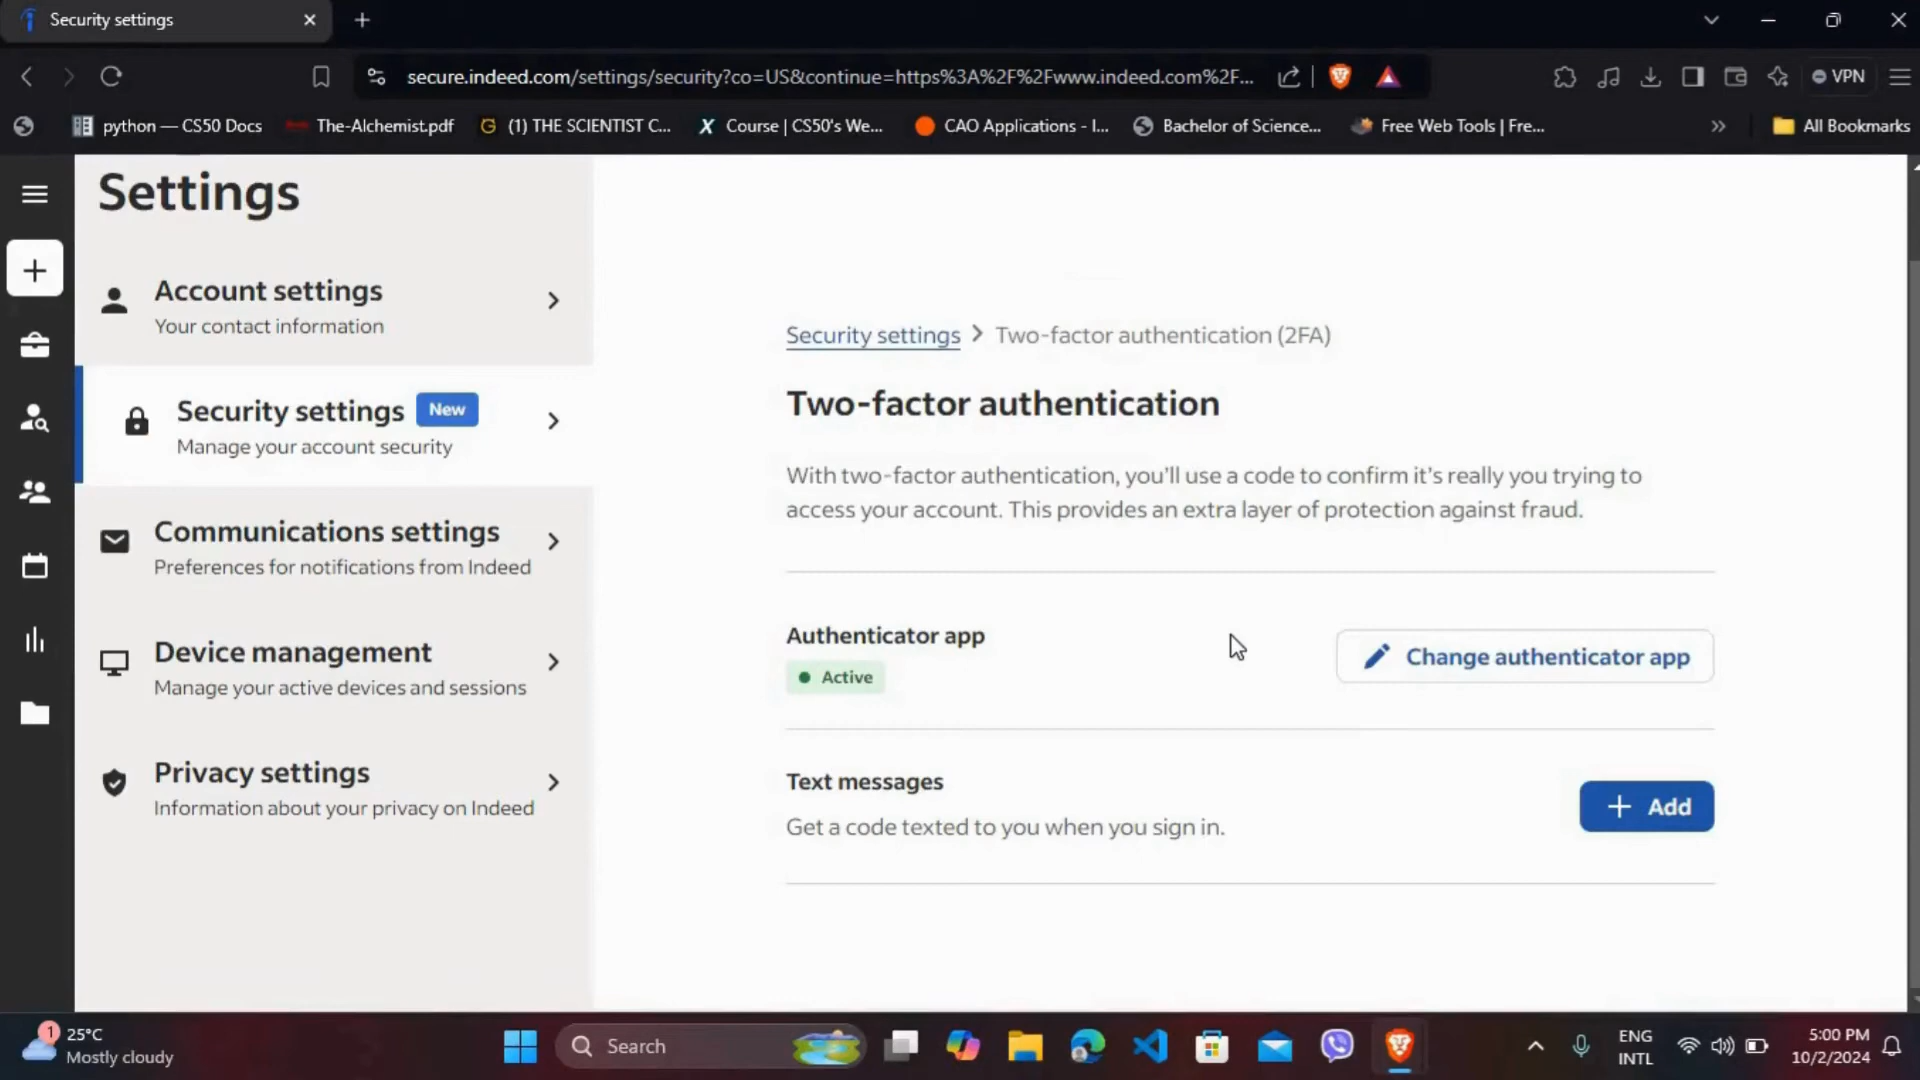 Security settings
secure.indeed.com/settings/security?co=US&continue=https%3A%2F%2Fwww.indeed.com%2F...
VPN
python — CS50 Docs
The-Alchemist.pdf
(1) THE SCIENTIST C...
Course | CS50's We...
CAO Applications - I...
Bachelor of Science...
Free Web Tools | Fre...
All Bookmarks
Settings
Account settings
Your contact information
Security settings New
Manage your account security
Communications settings
Preferences for notifications from Indeed
Device management
Manage your active devices and sessions
Privacy settings
Information about your privacy on Indeed
Security settings > Two-factor authentication (2FA)
Two-factor authentication
With two-factor authentication, you'll use a code to confirm it's really you trying to
access your account. This provides an extra layer of protection against fraud.
Authenticator app
Active
Change authenticator app
Text messages
Get a code texted to you when you sign in.
+ Add
1
25°C
Mostly cloudy
Search
ENG
INTL
5:00 PM
10/2/2024